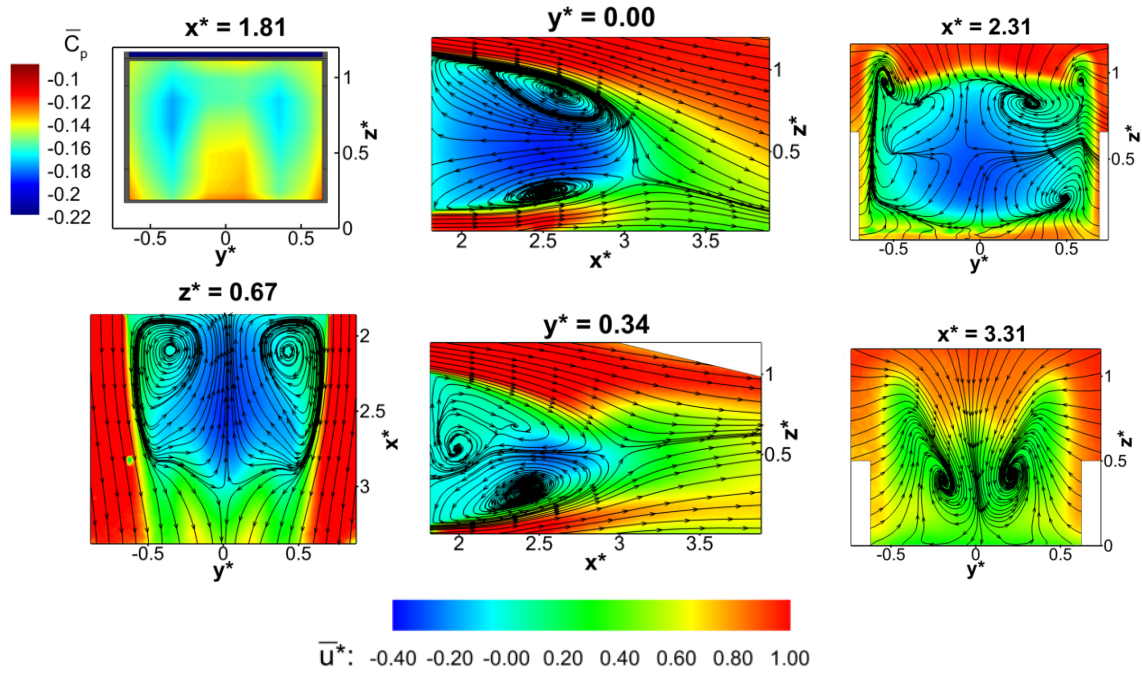 x* = 1.81
C̅p
-0.1
-0.12
-0.14
-0.16
-0.18
-0.2
-0.22
1
0.5
0
z*
-0.5 0 0.5
y*
y* = 0.00
1
0.5
z*
2 2.5 3 3.5
x*
x* = 2.31
1
0.5
z*
-0.5 0 0.5
y*
z* = 0.67
2
2.5
3
x*
-0.5 0 0.5
y*
y* = 0.34
1
0.5
z*
2 2.5 3 3.5
x*
x* = 3.31
1
0.5
0
z*
-0.5 0 0.5
y*
u̅*: -0.40 -0.20 -0.00 0.20 0.40 0.60 0.80 1.00